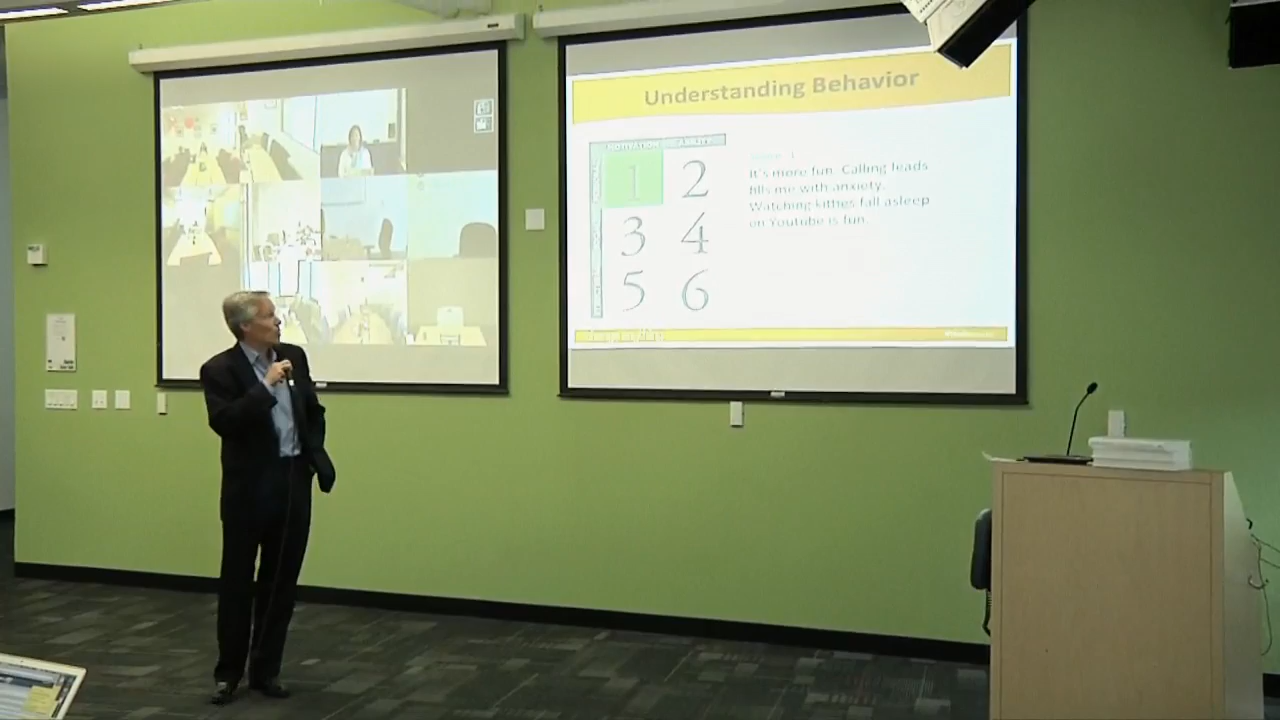 Understanding Behavior
MOTIVATION ABILITY
1 2
It's more fun. Calling leads
fills me with anxiety.
Watching kitties fall asleep
on Youtube is fun.
3 4
5 6